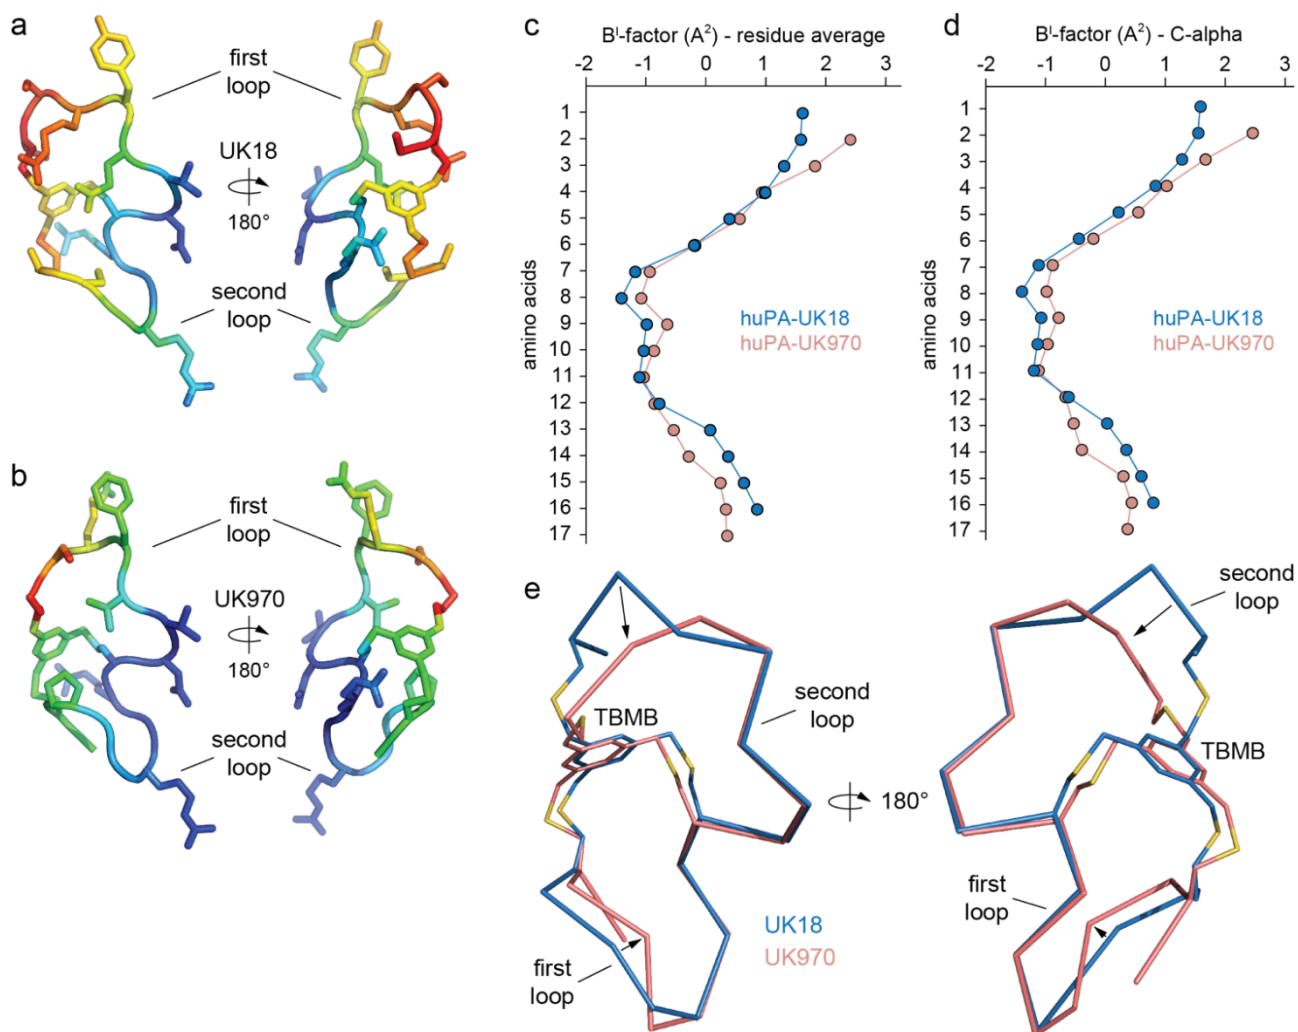 a
first
loop
UK18
180°
second
loop
b
first
loop
UK970
180°
second
loop
c
B^I-factor (A²) - residue average
-2 -1 0 1 2 3
amino acids
1
2
3
4
5
6
7
8
9
10
11
12
13
14
15
16
17
huPA-UK18
huPA-UK970
d
B^I-factor (A²) - C-alpha
-2 -1 0 1 2 3
amino acids
1
2
3
4
5
6
7
8
9
10
11
12
13
14
15
16
17
huPA-UK18
huPA-UK970
e
TBMB
second
loop
first
loop
UK18
UK970
180°
second
loop
TBMB
first
loop